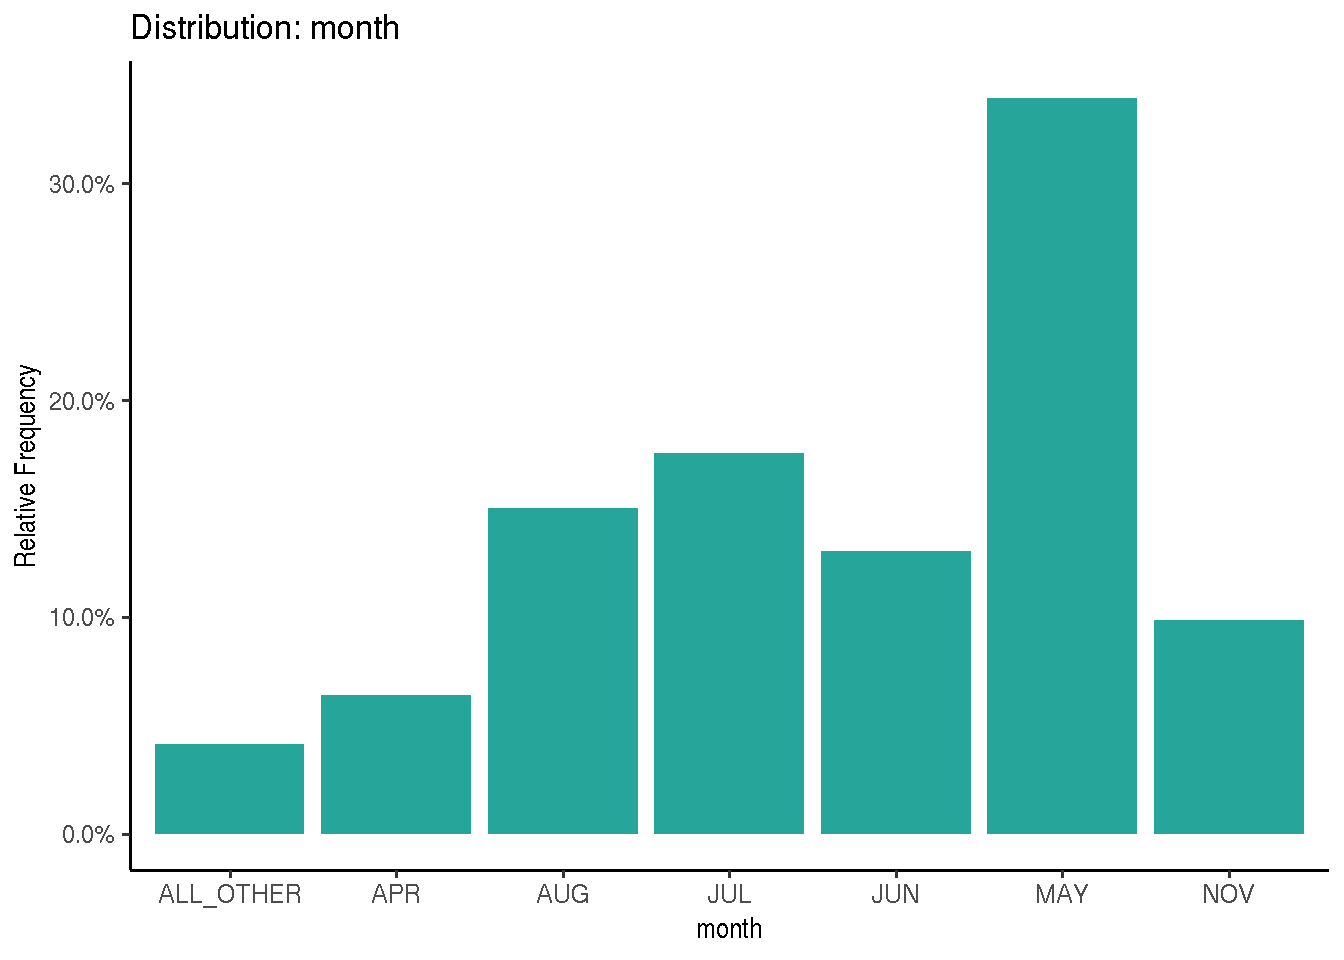 Distribution: month
Relative Frequency
30.0%
20.0%
10.0%
0.0%
ALL_OTHER APR AUG JUL JUN MAY NOV
month